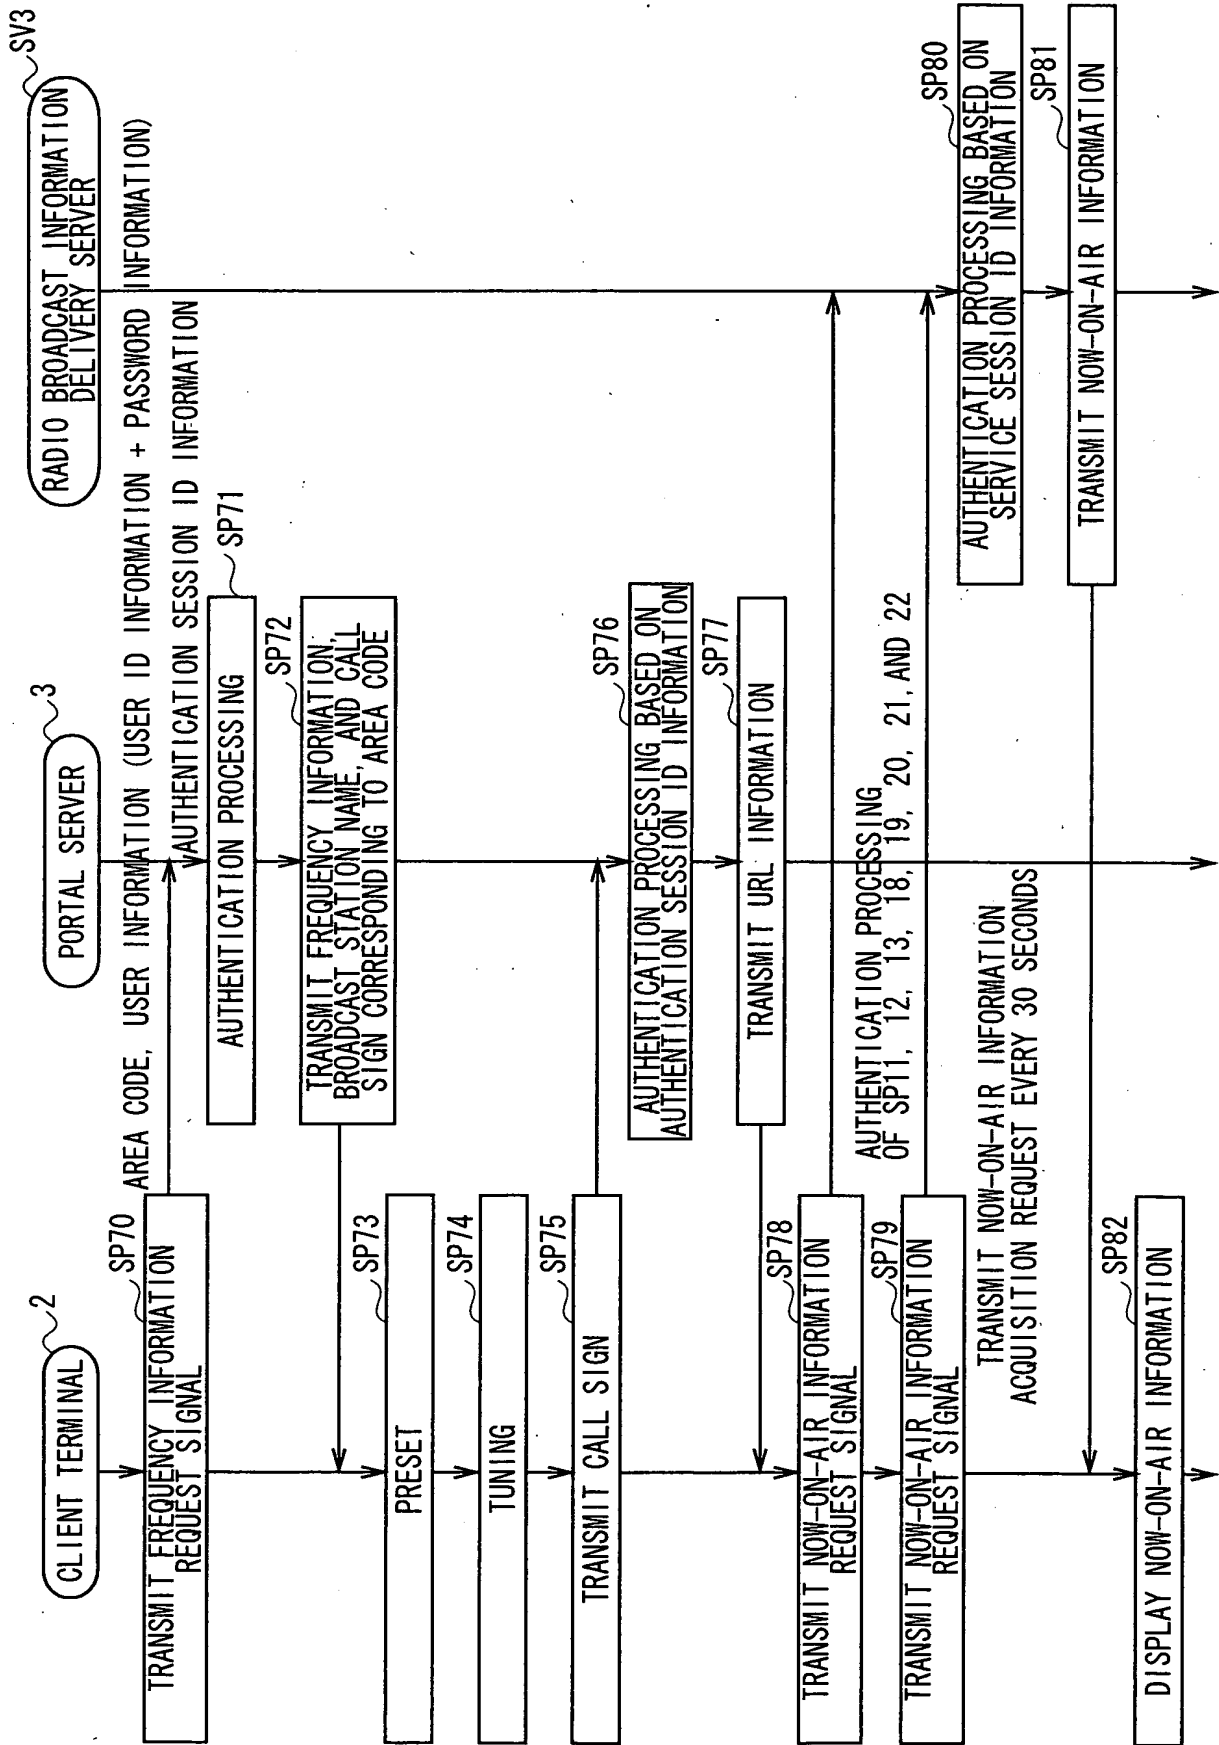 CLIENT TERMINAL
2
PORTAL SERVER
3
RADIO BROADCAST INFORMATION
DELIVERY SERVER
SV3
SP70
TRANSMIT FREQUENCY INFORMATION
REQUEST SIGNAL
AREA CODE, USER INFORMATION (USER ID INFORMATION + PASSWORD INFORMATION)
AUTHENTICATION SESSION ID INFORMATION
SP71
AUTHENTICATION PROCESSING
SP72
TRANSMIT FREQUENCY INFORMATION,
BROADCAST STATION NAME, AND CALL
SIGN CORRESPONDING TO AREA CODE
SP73
PRESET
SP74
TUNING
SP75
TRANSMIT CALL SIGN
SP76
AUTHENTICATION PROCESSING BASED ON
AUTHENTICATION SESSION ID INFORMATION
SP77
TRANSMIT URL INFORMATION
SP78
TRANSMIT NOW-ON-AIR INFORMATION
REQUEST SIGNAL
AUTHENTICATION PROCESSING
OF SP11, 12, 13, 18, 19, 20, 21, AND 22
SP79
TRANSMIT NOW-ON-AIR INFORMATION
REQUEST SIGNAL
SP80
AUTHENTICATION PROCESSING BASED ON
SERVICE SESSION ID INFORMATION
TRANSMIT NOW-ON-AIR INFORMATION
ACQUISITION REQUEST EVERY 30 SECONDS
SP81
TRANSMIT NOW-ON-AIR INFORMATION
SP82
DISPLAY NOW-ON-AIR INFORMATION